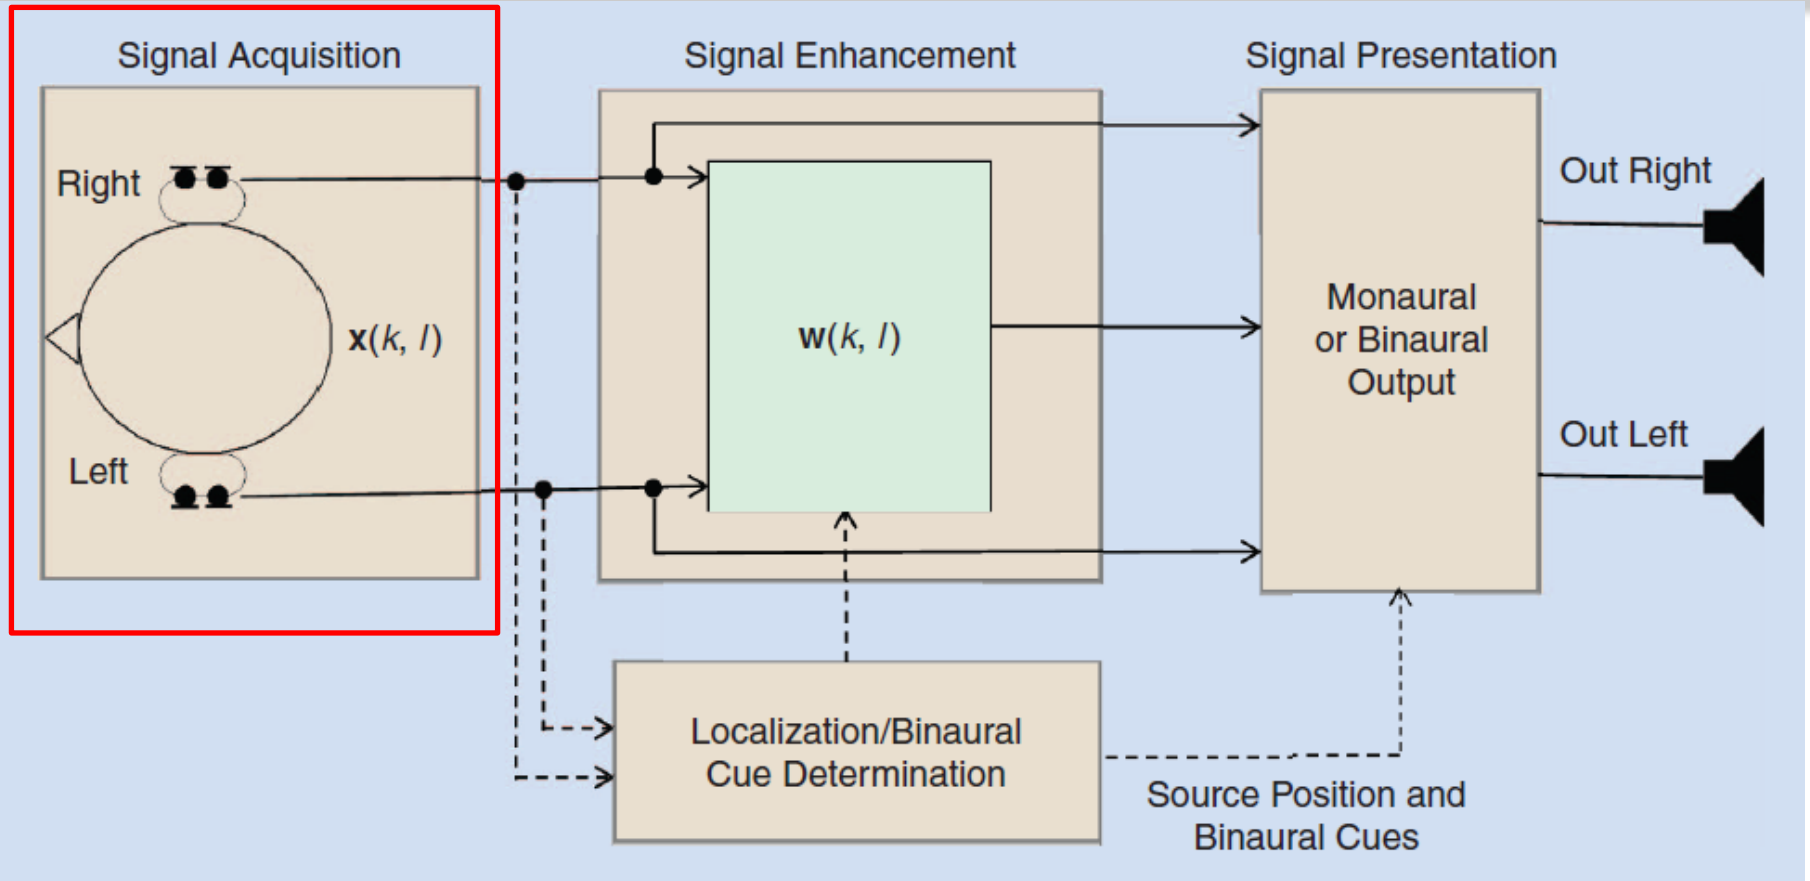 Signal Acquisition
Signal Enhancement
Signal Presentation
Right
x(k, l)
Left
w(k, l)
Monaural
or Binaural
Output
Out Right
Out Left
Localization/Binaural
Cue Determination
Source Position and
Binaural Cues